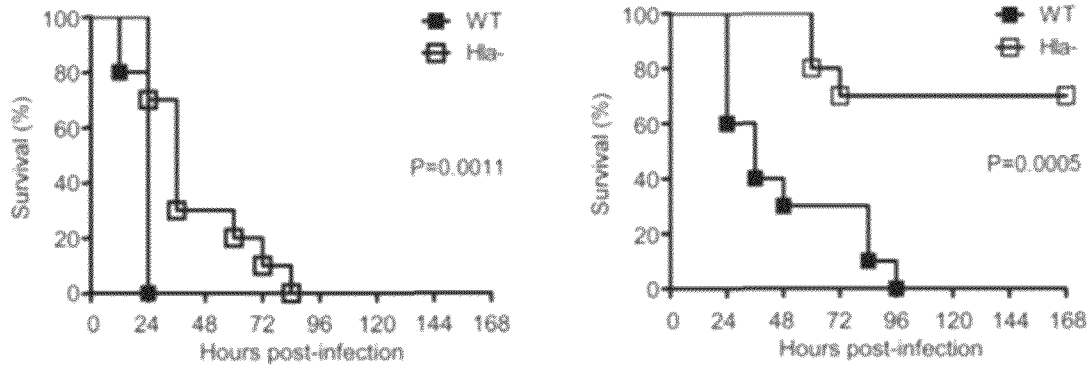 Survival (%)
100
80
60
40
20
0
WT
Hla-
P=0.0011
0 24 48 72 96 120 144 168
Hours post-infection
Survival (%)
100
80
60
40
20
0
WT
Hla-
P=0.0005
0 24 48 72 96 120 144 168
Hours post-infection